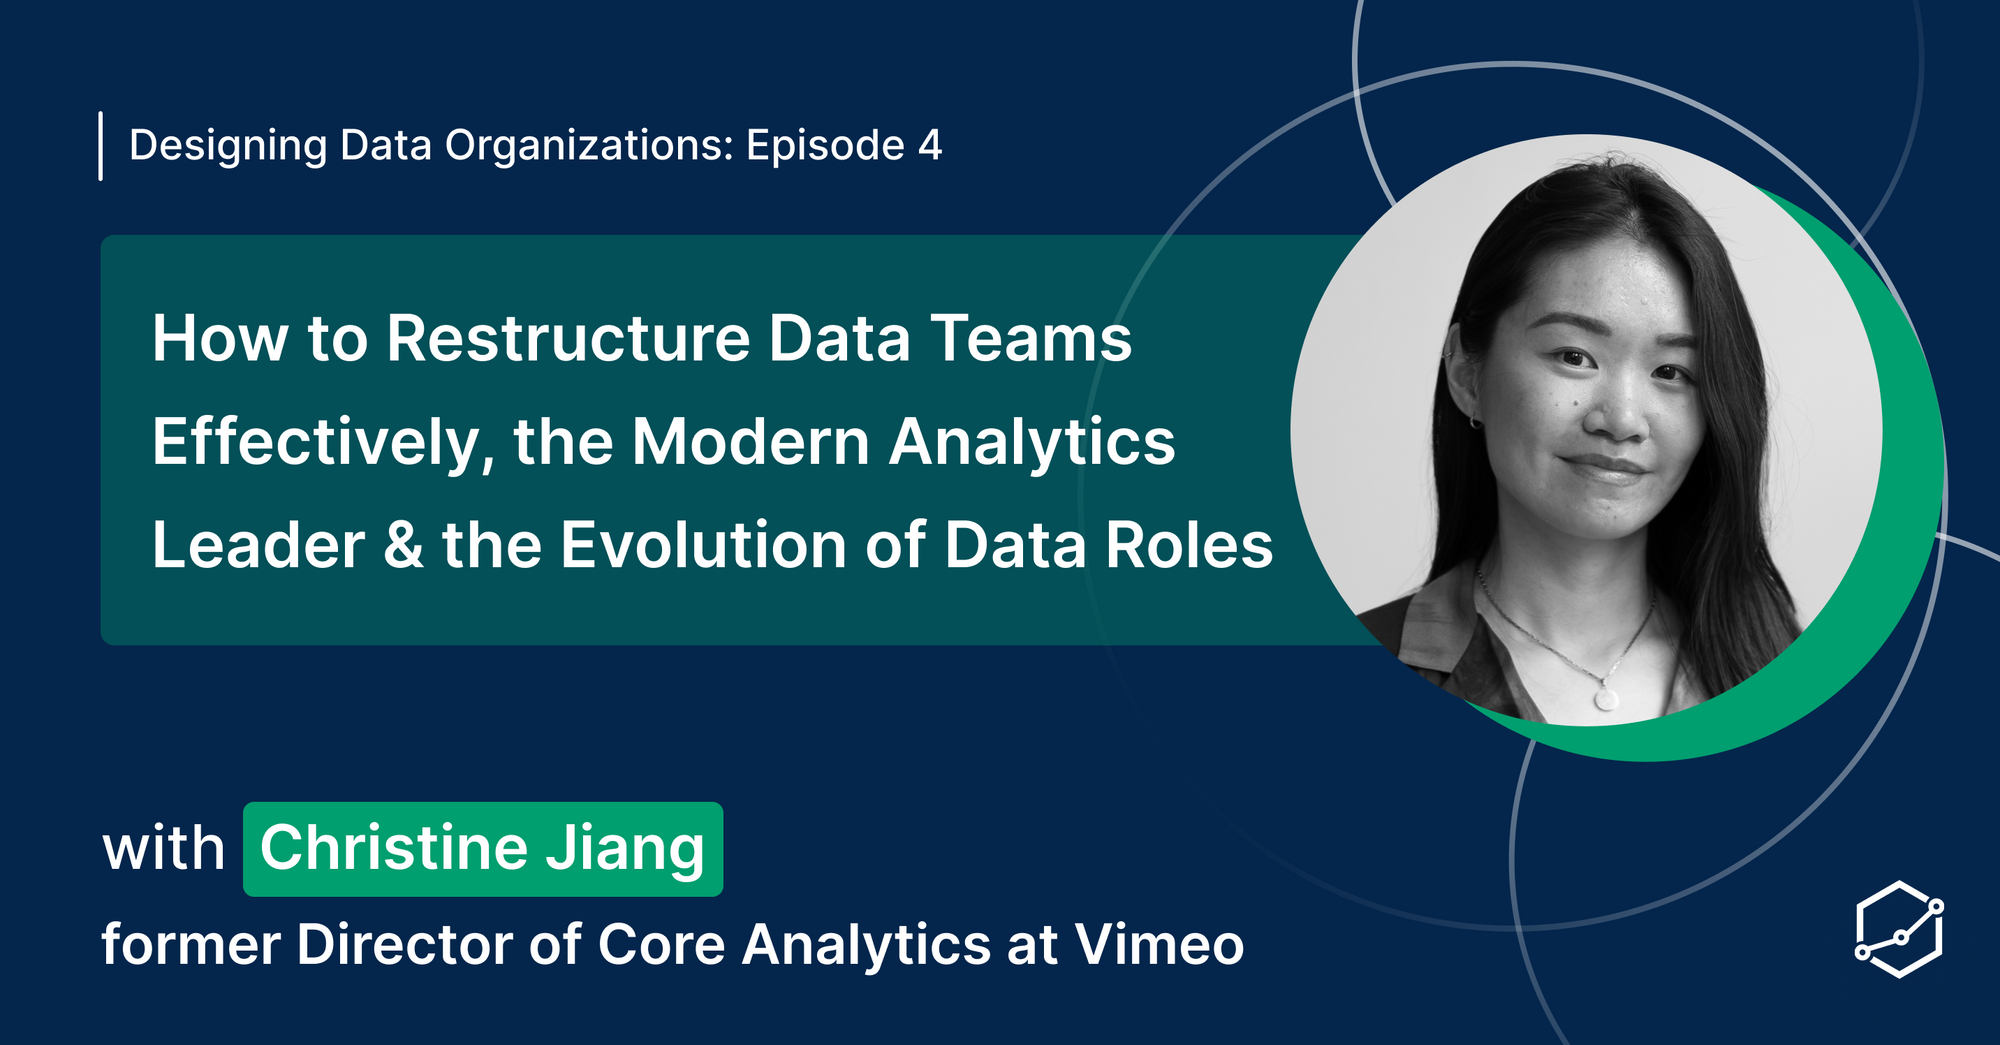 Designing Data Organizations: Episode 4
How to Restructure Data Teams
Effectively, the Modern Analytics
Leader & the Evolution of Data Roles
with Christine Jiang
former Director of Core Analytics at Vimeo